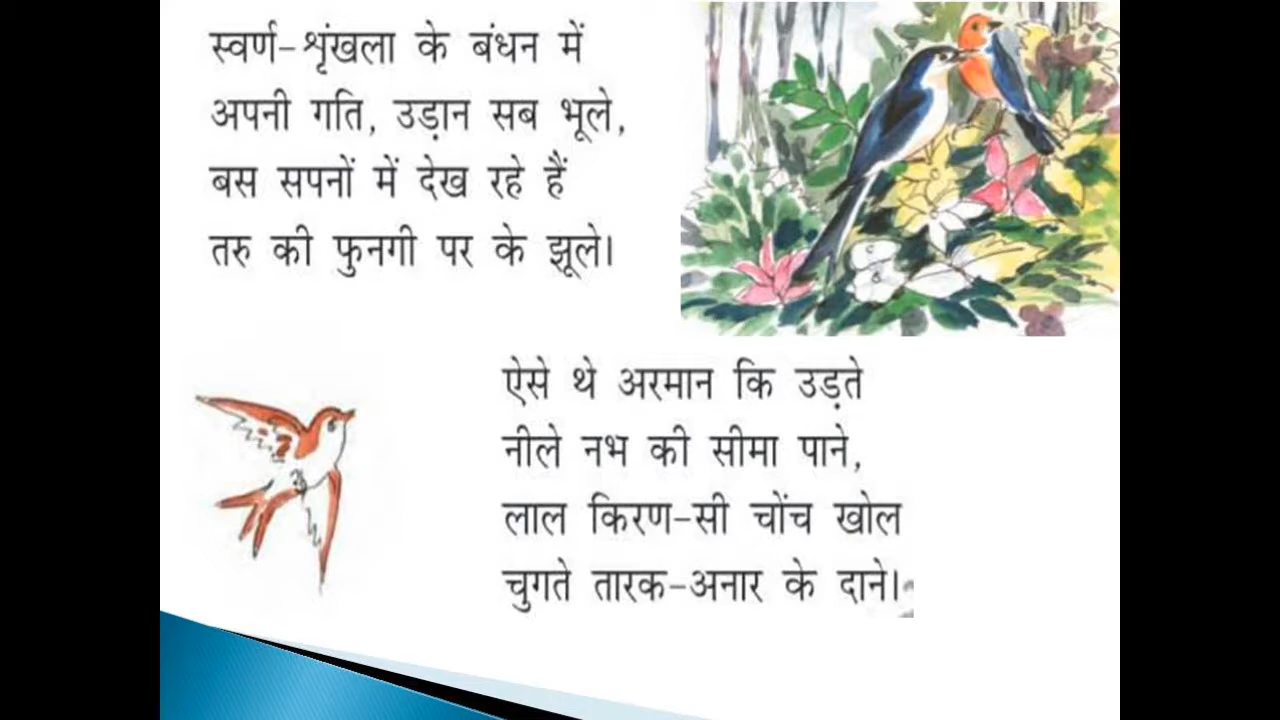 स्वर्ण-शृंखला के बंधन में
अपनी गति, उड़ान सब भूले,
बस सपनों में देख रहे हैं
तरु की फुनगी पर के झूले।
ऐसे थे अरमान कि उड़ते
नीले नभ की सीमा पाने,
लाल किरण-सी चोंच खोल
चुगते तारक-अनार के दाने।